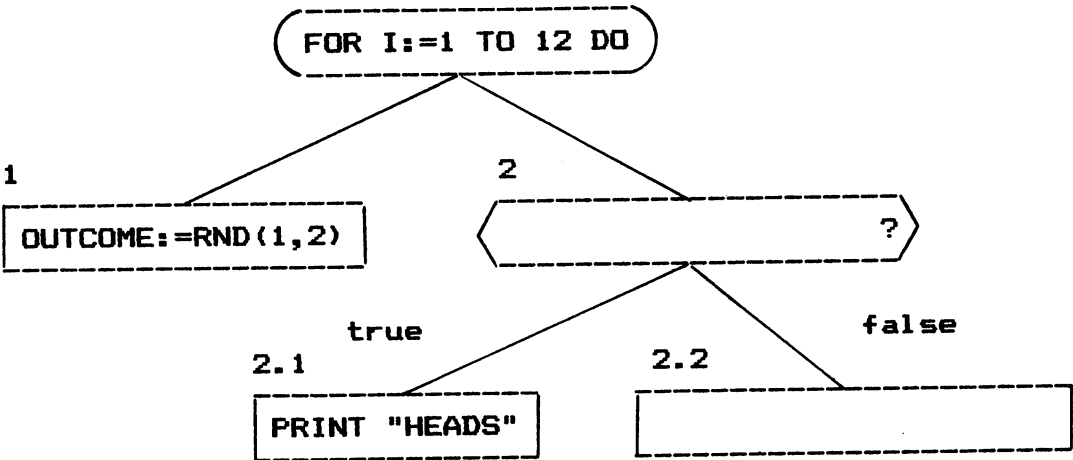 FOR I:=1 TO 12 DO
1
2
OUTCOME:=RND(1,2)
?
true
false
2.1
2.2
PRINT "HEADS"